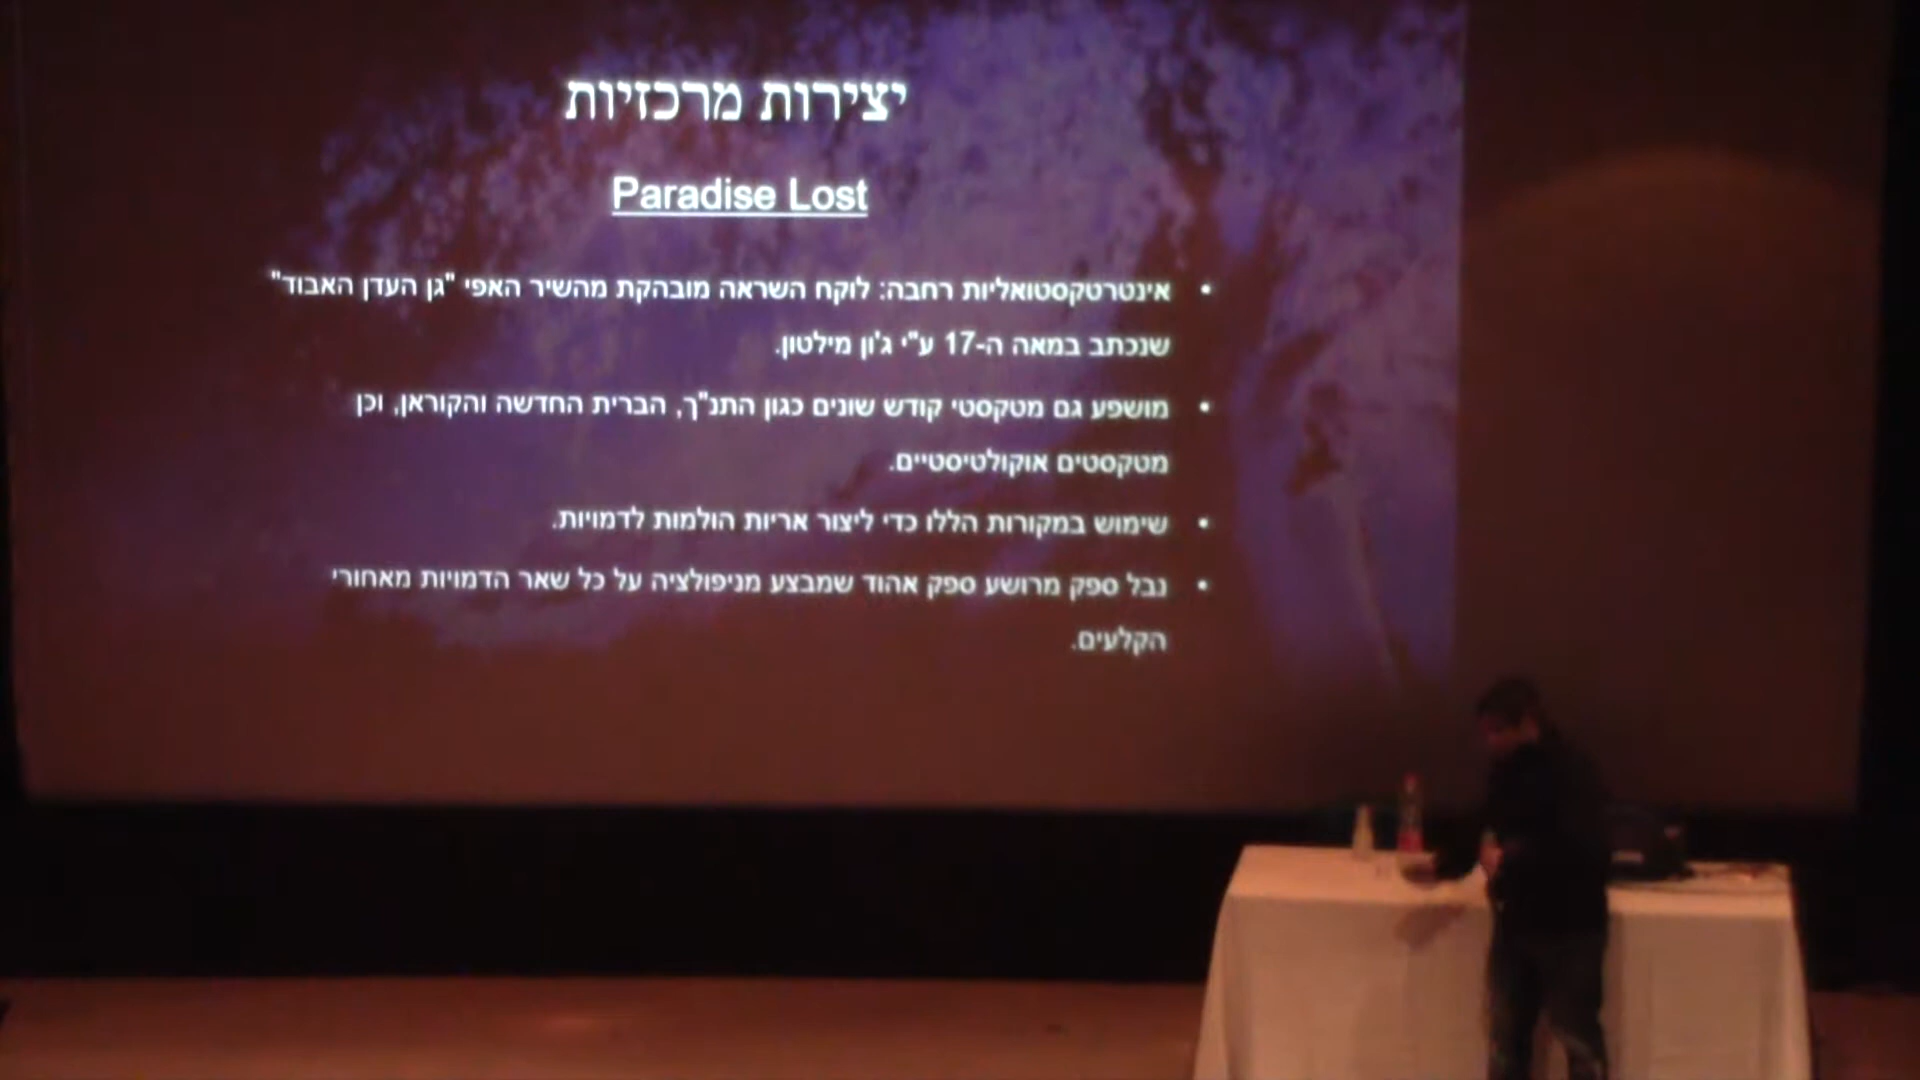 יצירות מרכזיות
Paradise Lost
• אינטרטקסטואליות רחבה: לוקח השראה מובהקת מהשיר האפי "גן העדן האבוד"
שנכתב במאה ה-17 ע"י ג'ון מילטון.
• מושפע גם מטקסטי קודש שונים כגון התנ"ך, הברית החדשה והקוראן, וכן
מטקסטים אוקולטיסטיים.
• שימוש במקורות הללו כדי ליצור אריות הולמות לדמויות.
• נבל ספק מרושע ספק אהוד שמבצע מניפולציה על כל שאר הדמויות מאחורי
הקלעים.